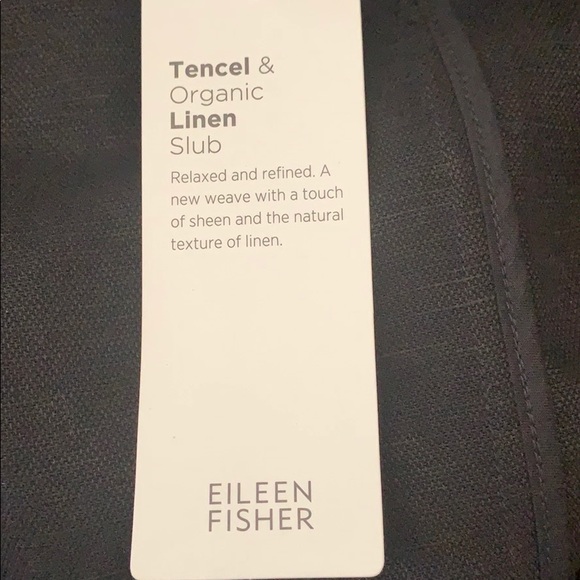 Tencel &
Organic
Linen
Slub
Relaxed and refined. A
new weave with a touch
of sheen and the natural
texture of linen.
EILEEN
FISHER